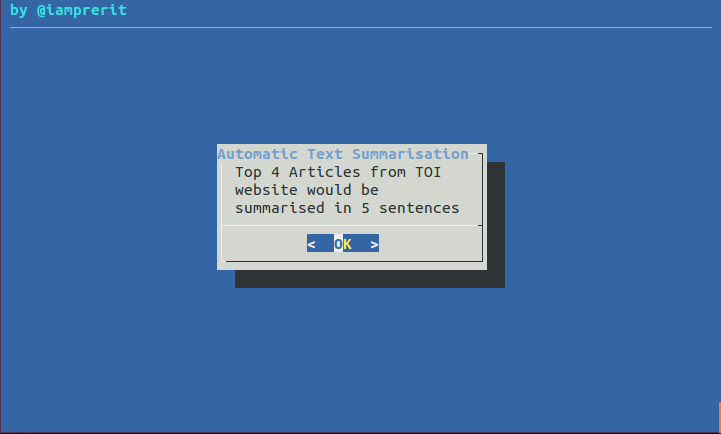 by @iamprerit
Automatic Text Summarisation
Top 4 Articles from TOI
website would be
summarised in 5 sentences
< OK >